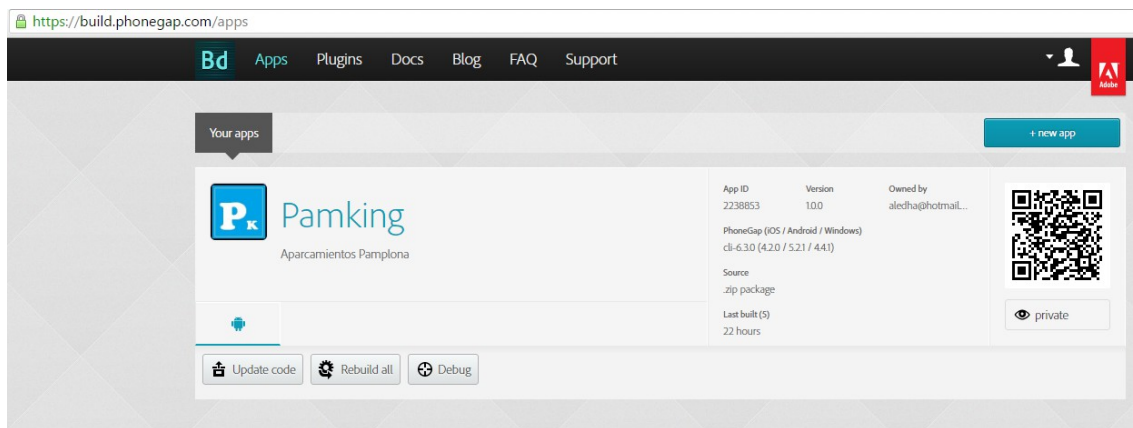 https://build.phonegap.com/apps
Bd Apps Plugins Docs Blog FAQ Support
Adobe
Your apps
+ new app
PK
Pamking
Aparcamientos Pamplona
App ID Version Owned by
2238853 1.0.0 aledha@hotmail...
PhoneGap (iOS / Android / Windows)
cli-6.3.0 (4.2.0 / 5.2.1 / 4.4.1)
Source
.zip package
Last built (5)
22 hours
private
Update code Rebuild all Debug